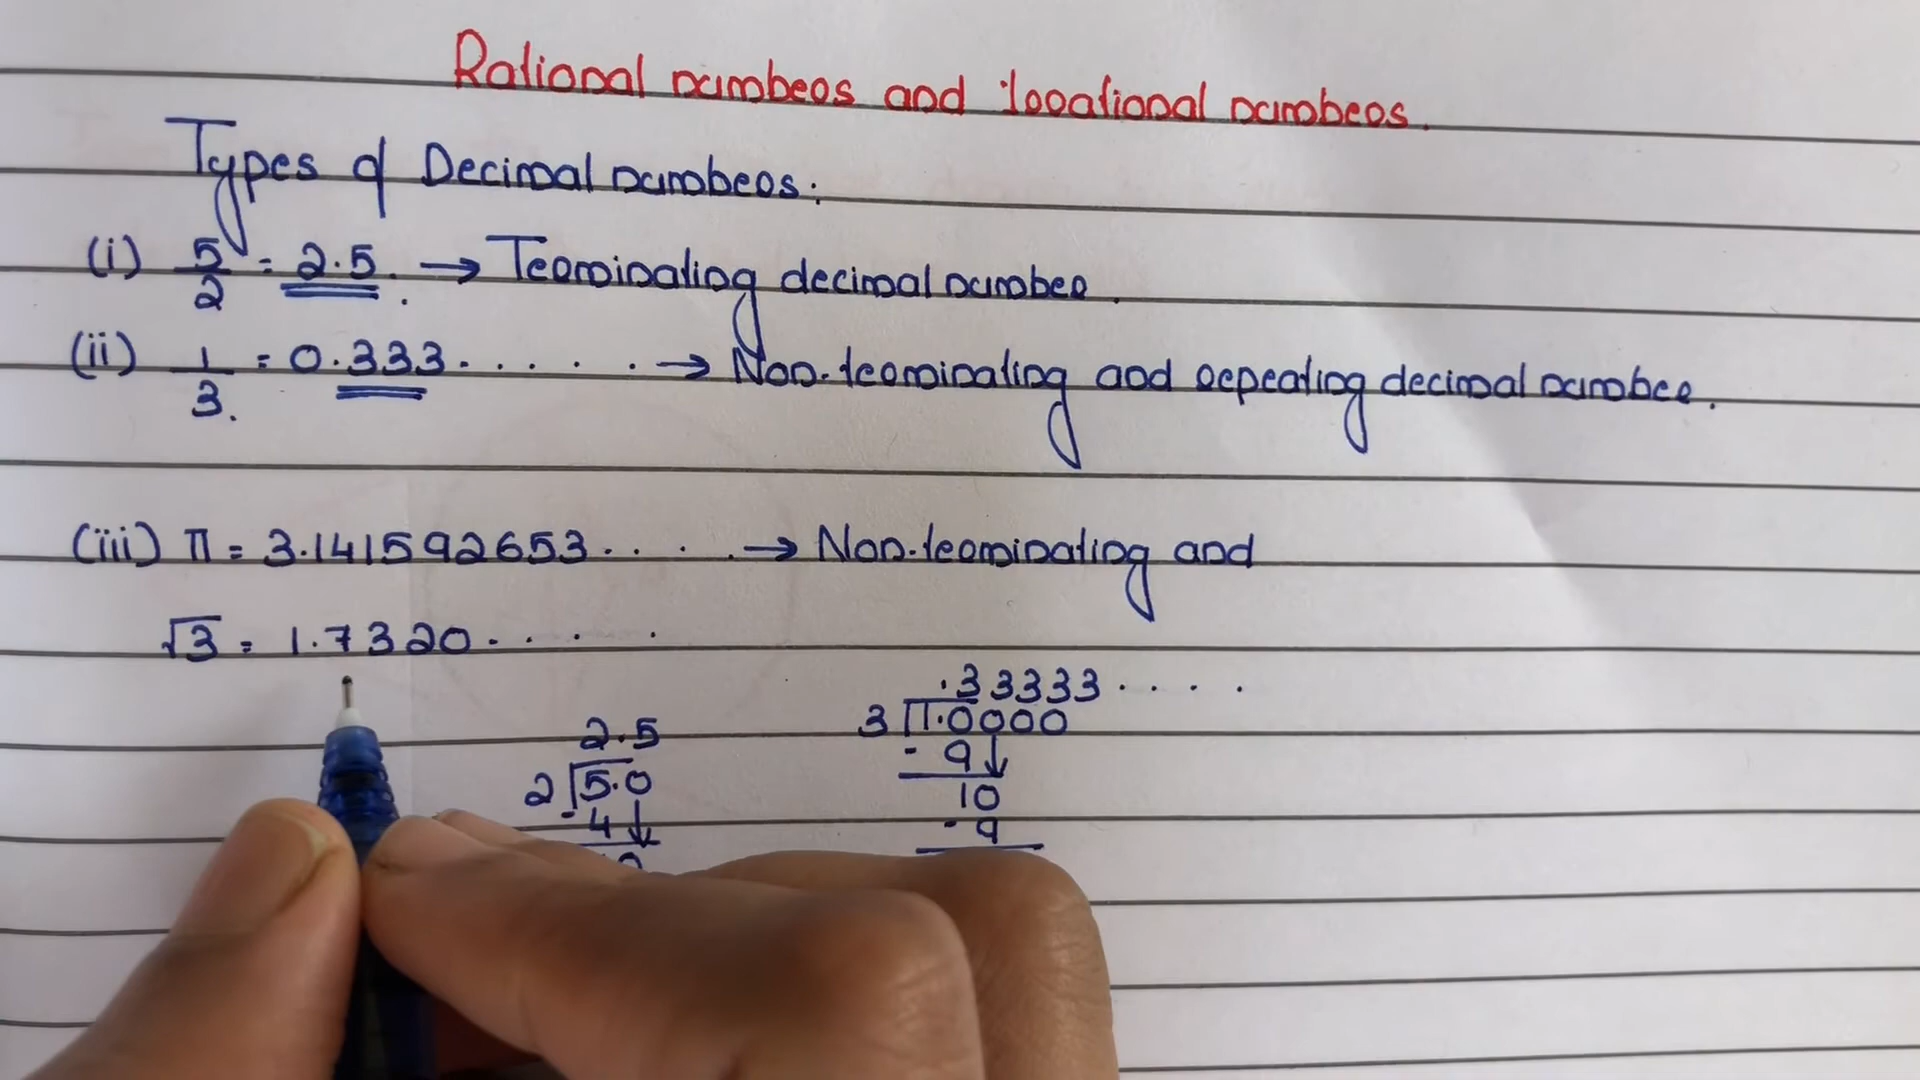 Rational numbers and Irrational numbers.
Types of Decimal numbers:
(i) 5/2 = 2.5. → Terminating decimal number.
(ii) 1/3. = 0.333. . . . . → Non-terminating and repeating decimal number.
(iii) π = 3.141592653. . . . → Non-terminating and
√3 = 1.7320. . . .
2.5
2 √5.0
- 4 ↓
.33333. . . .
3 √1.0000
- 9 ↓
10
- 9